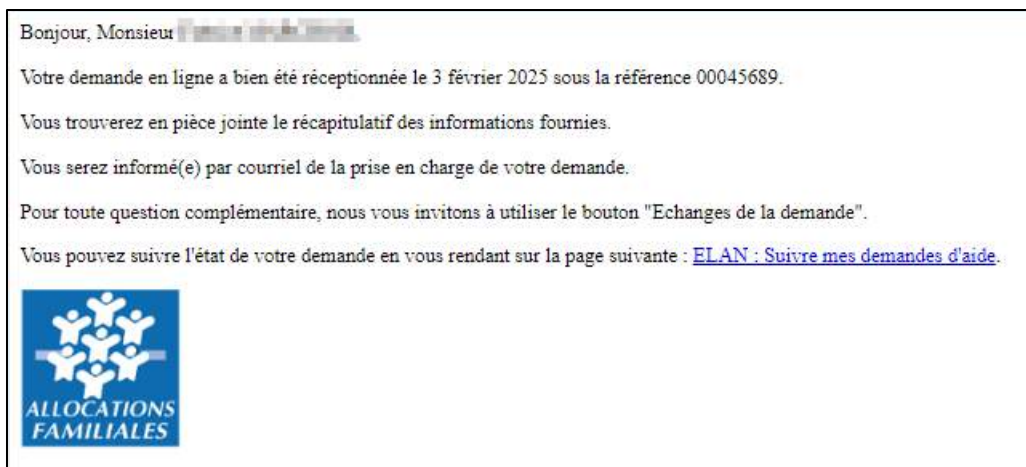 Bonjour, Monsieur
Votre demande en ligne a bien été réceptionnée le 3 février 2025 sous la référence 00045689.
Vous trouverez en pièce jointe le récapitulatif des informations fournies.
Vous serez informé(e) par courriel de la prise en charge de votre demande.
Pour toute question complémentaire, nous vous invitons à utiliser le bouton "Echanges de la demande".
Vous pouvez suivre l'état de votre demande en vous rendant sur la page suivante : ELAN : Suivre mes demandes d'aide.
ALLOCATIONS
FAMILIALES